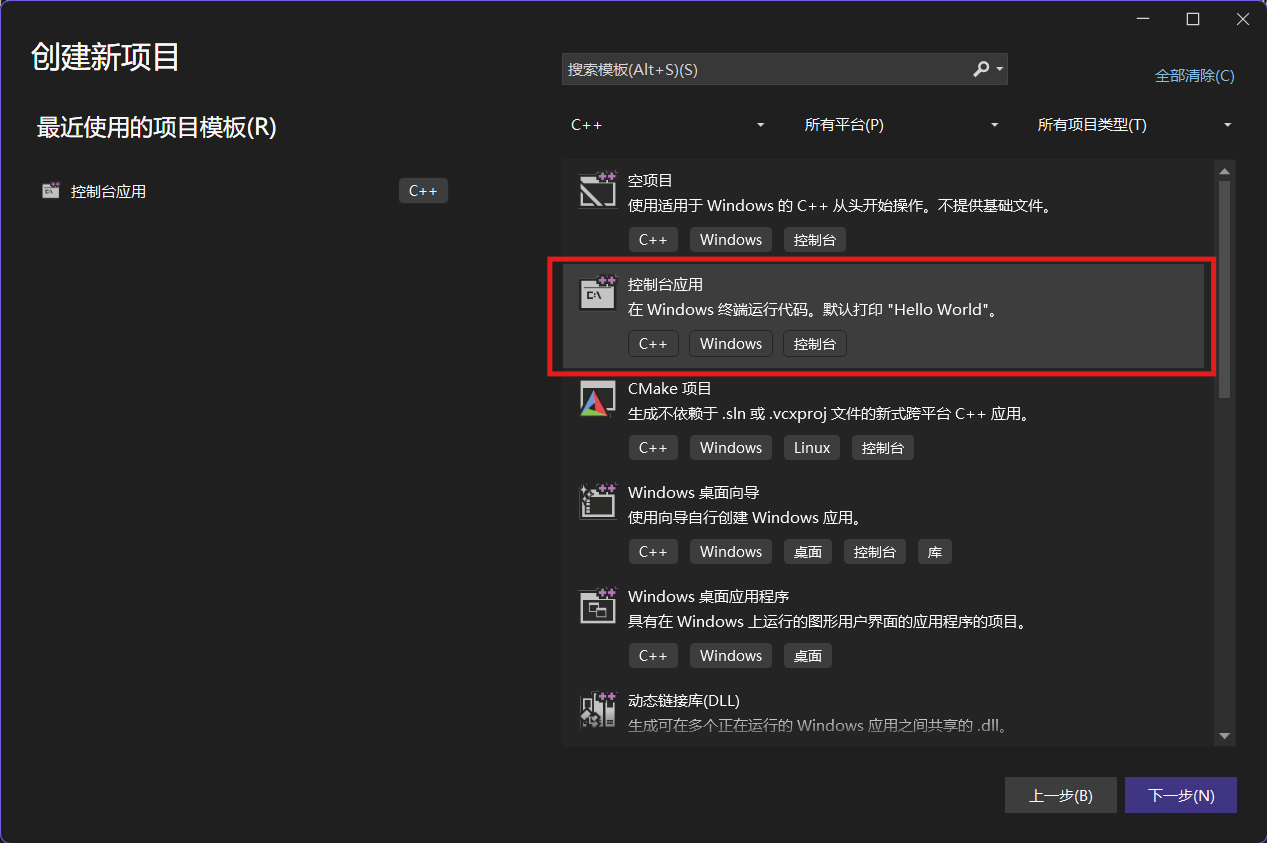 创建新项目
搜索模板(Alt+S)(S)
全部清除(C)
最近使用的项目模板(R)
控制台应用
C++
C++
所有平台(P)
所有项目类型(T)
空项目
使用适用于 Windows 的 C++ 从头开始操作。不提供基础文件。
C++ Windows 控制台
控制台应用
在 Windows 终端运行代码。默认打印 "Hello World"。
C++ Windows 控制台
CMake 项目
生成不依赖于 .sln 或 .vcxproj 文件的新式跨平台 C++ 应用。
C++ Windows Linux 控制台
Windows 桌面向导
使用向导自行创建 Windows 应用。
C++ Windows 桌面 控制台 库
Windows 桌面应用程序
具有在 Windows 上运行的图形用户界面的应用程序的项目。
C++ Windows 桌面
动态链接库(DLL)
生成可在多个正在运行的 Windows 应用之间共享的 .dll。
上一步(B)
下一步(N)